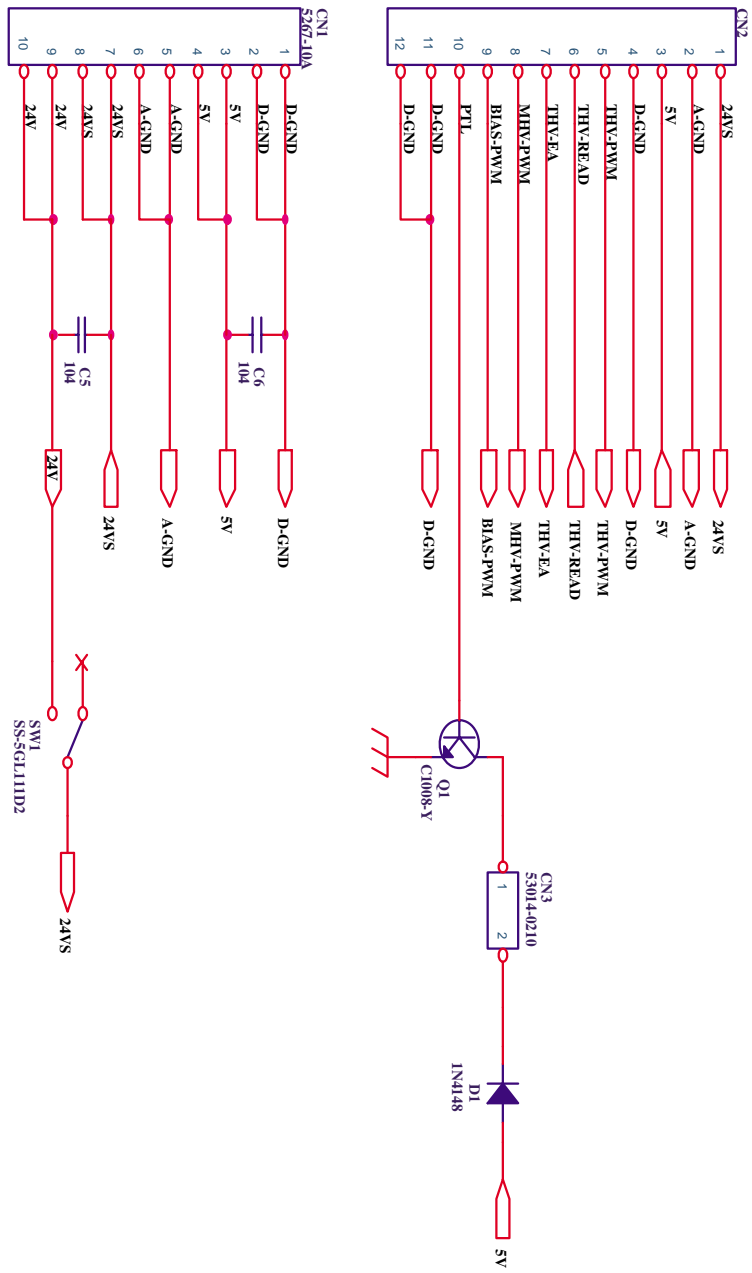 CN2
1
2
3
4
5
6
7
8
9
10
11
12
24VS
A-GND
5V
D-GND
THV-PWM
THV-READ
THV-EA
MHV-PWM
BIAS-PWM
PTL
D-GND
D-GND
24VS
A-GND
5V
D-GND
THV-PWM
THV-READ
THV-EA
MHV-PWM
BIAS-PWM
D-GND
Q1
C1008-Y
CN3
53014-0210
1
2
D1
1N4148
5V
CN1
5267-10A
1
2
3
4
5
6
7
8
9
10
D-GND
D-GND
5V
5V
A-GND
A-GND
24VS
24VS
24V
24V
C6
104
C5
104
D-GND
5V
A-GND
24VS
24V
SW1
SS-5GL111D2
24VS